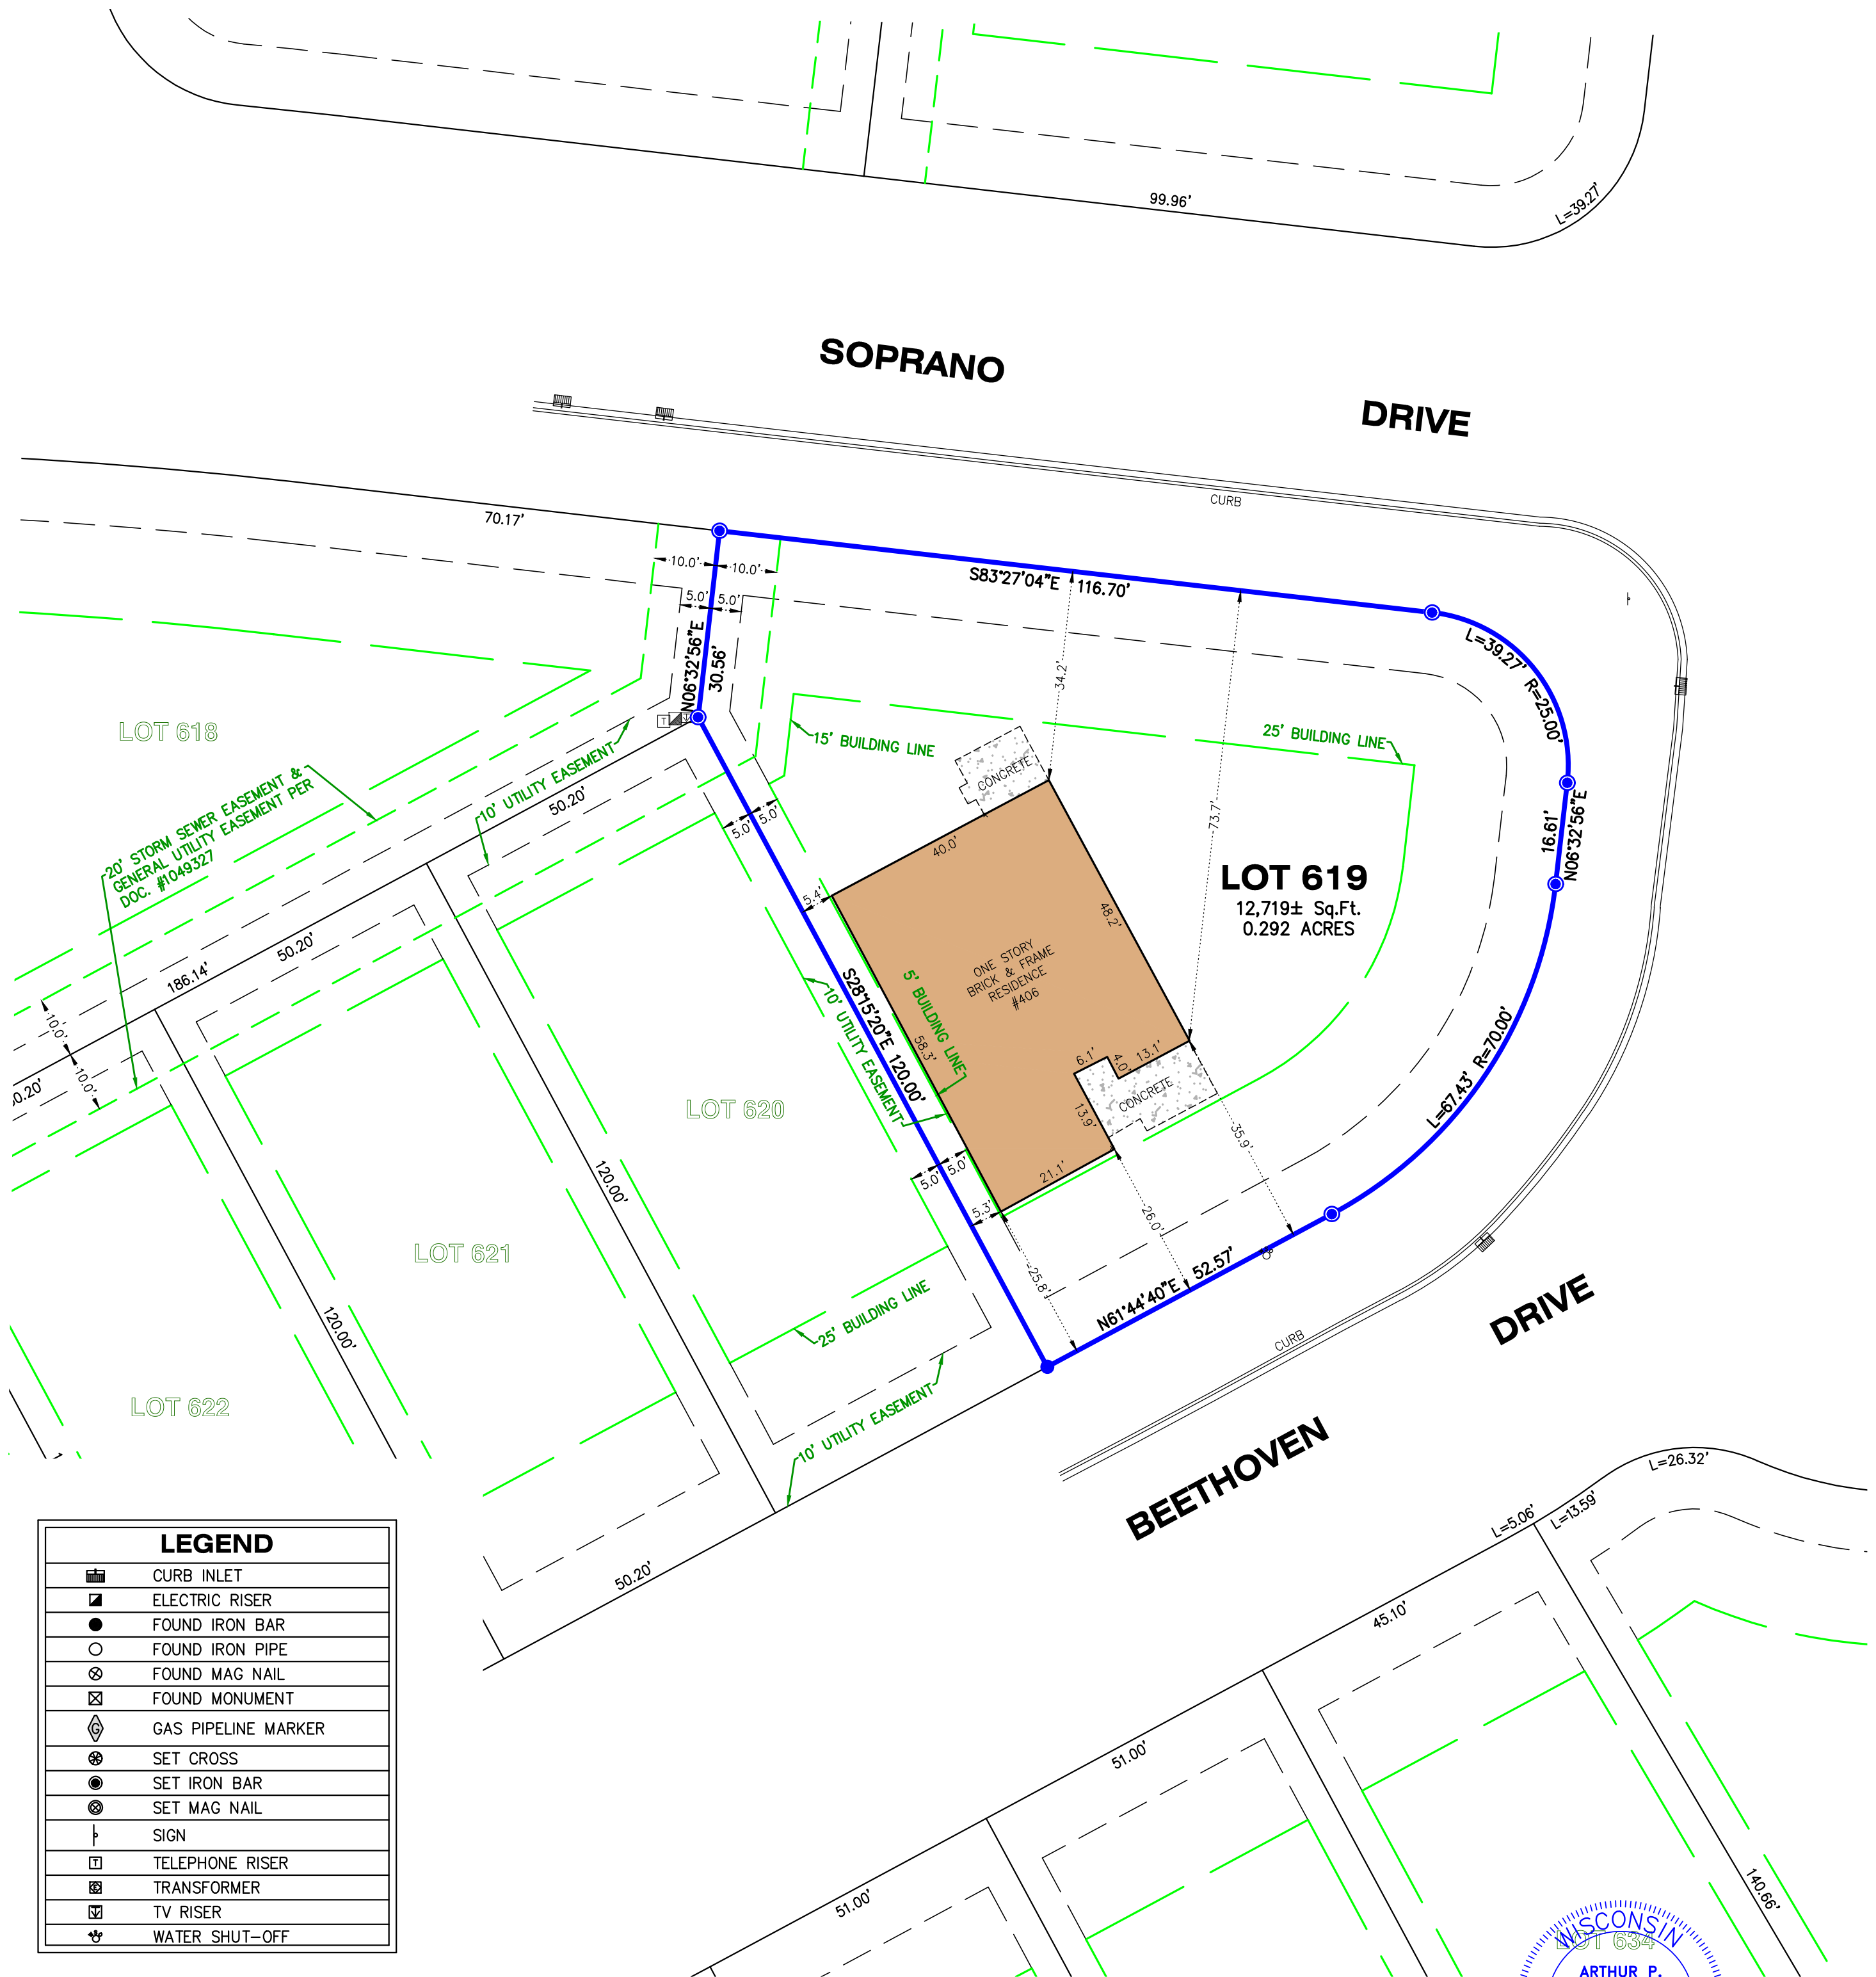 99.96'
L=39.27'
SOPRANO
DRIVE
CURB
70.17'
10.0'
10.0'
S83°27'04"E
116.70'
5.0'
5.0'
N06°32'56"E
30.56'
34.2'
73.7'
L=39.27'
R=25.00'
T
15' BUILDING LINE
25' BUILDING LINE
LOT 618
10' UTILITY EASEMENT
50.20'
CONCRETE
16.61'
N06°32'56"E
20' STORM SEWER EASEMENT &
GENERAL UTILITY EASEMENT PER
DOC. #1049327
5.0'
5.0'
40.0'
LOT 619
12,719± Sq.Ft.
0.292 ACRES
5.4'
48.2'
50.20'
186.14'
ONE STORY
BRICK & FRAME
RESIDENCE
#406
5' BUILDING LINE
S28°15'20"E 120.00'
10' UTILITY EASEMENT
58.3'
10.0'
10.0'
0.20'
6.1'
4.0'
13.1'
CONCRETE
13.9'
L=67.43'
R=70.00'
LOT 620
35.9'
5.0'
5.0'
21.1'
120.00'
5.3'
26.0'
LOT 621
25.8'
N61°44'40"E
52.57'
25' BUILDING LINE
120.00'
CURB
DRIVE
LOT 622
10' UTILITY EASEMENT
BEETHOVEN
L=26.32'
L=5.06'
L=13.59'
50.20'
45.10'
51.00'
51.00'
140.66'
LEGEND
CURB INLET
ELECTRIC RISER
FOUND IRON BAR
FOUND IRON PIPE
FOUND MAG NAIL
FOUND MONUMENT
G GAS PIPELINE MARKER
SET CROSS
SET IRON BAR
SET MAG NAIL
SIGN
T TELEPHONE RISER
TRANSFORMER
TV RISER
WATER SHUT-OFF
LOT 634
WISCONSIN
ARTHUR P.